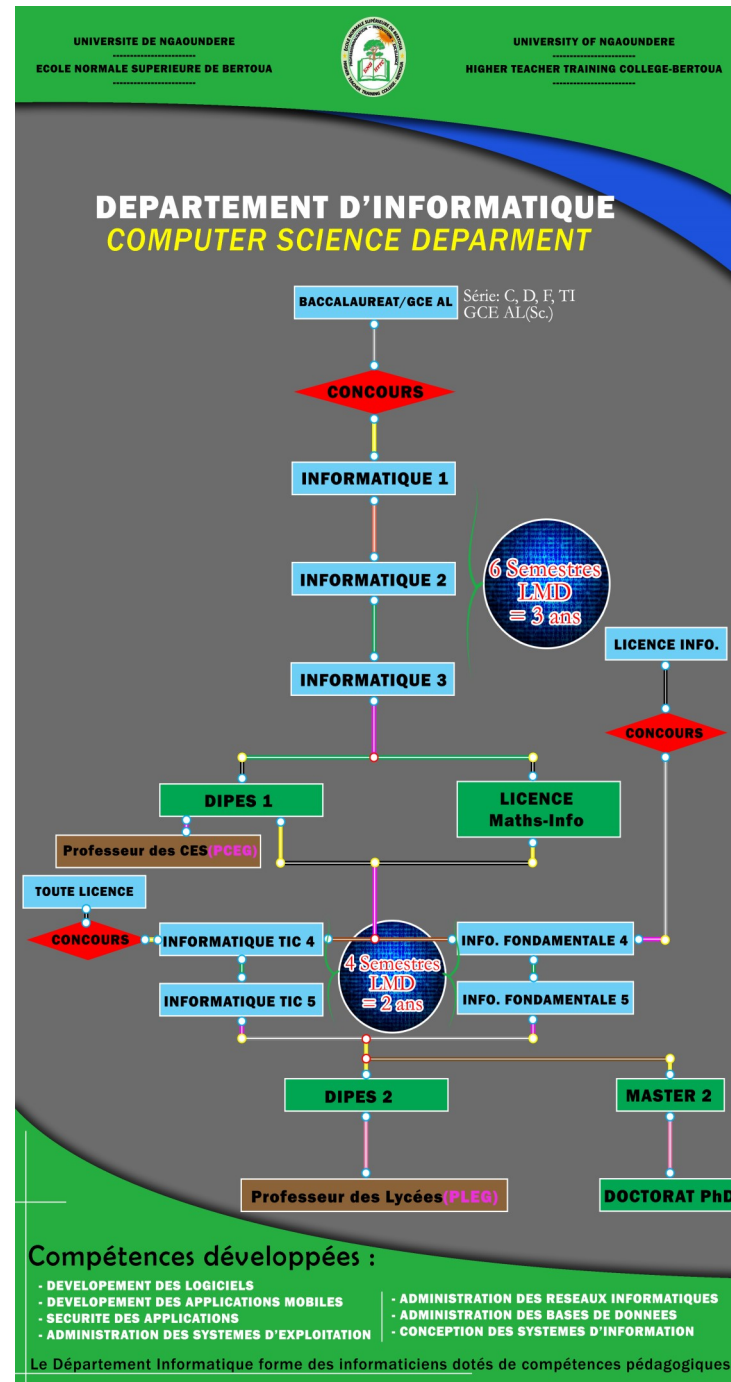 UNIVERSITE DE NGAOUNDERE
------------------------
ECOLE NORMALE SUPERIEURE DE BERTOUA
------------------------
UNIVERSITY OF NGAOUNDERE
------------------------
HIGHER TEACHER TRAINING COLLEGE-BERTOUA
------------------------
DEPARTEMENT D'INFORMATIQUE
COMPUTER SCIENCE DEPARMENT
BACCALAUREAT/GCE AL
Série: C, D, F, TI
GCE AL(Sc.)
CONCOURS
INFORMATIQUE 1
INFORMATIQUE 2
6 Semestres
LMD
= 3 ans
LICENCE INFO.
INFORMATIQUE 3
CONCOURS
DIPES 1
LICENCE
Maths-Info
Professeur des CES(PCEG)
TOUTE LICENCE
CONCOURS
INFORMATIQUE TIC 4
INFO. FONDAMENTALE 4
4 Semestres
LMD
= 2 ans
INFORMATIQUE TIC 5
INFO. FONDAMENTALE 5
DIPES 2
MASTER 2
Professeur des Lycées(PLEG)
DOCTORAT PhD
Compétences développées :
- DEVELOPEMENT DES LOGICIELS
- DEVELOPEMENT DES APPLICATIONS MOBILES
- SECURITE DES APPLICATIONS
- ADMINISTRATION DES SYSTEMES D'EXPLOITATION
- ADMINISTRATION DES RESEAUX INFORMATIQUES
- ADMINISTRATION DES BASES DE DONNEES
- CONCEPTION DES SYSTEMES D'INFORMATION
Le Département Informatique forme des informaticiens dotés de compétences pédagogiques